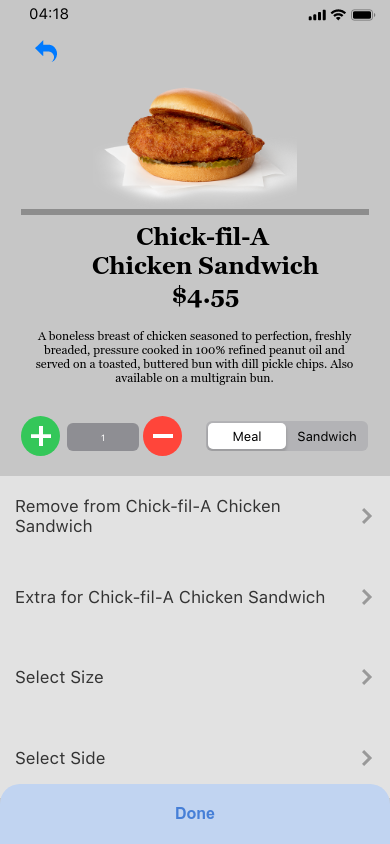 04:18
Chick-fil-A
Chicken Sandwich
$4.55
A boneless breast of chicken seasoned to perfection, freshly
breaded, pressure cooked in 100% refined peanut oil and
served on a toasted, buttered bun with dill pickle chips. Also
available on a multigrain bun.
1
Meal
Sandwich
Remove from Chick-fil-A Chicken
Sandwich
Extra for Chick-fil-A Chicken Sandwich
Select Size
Select Side
Done